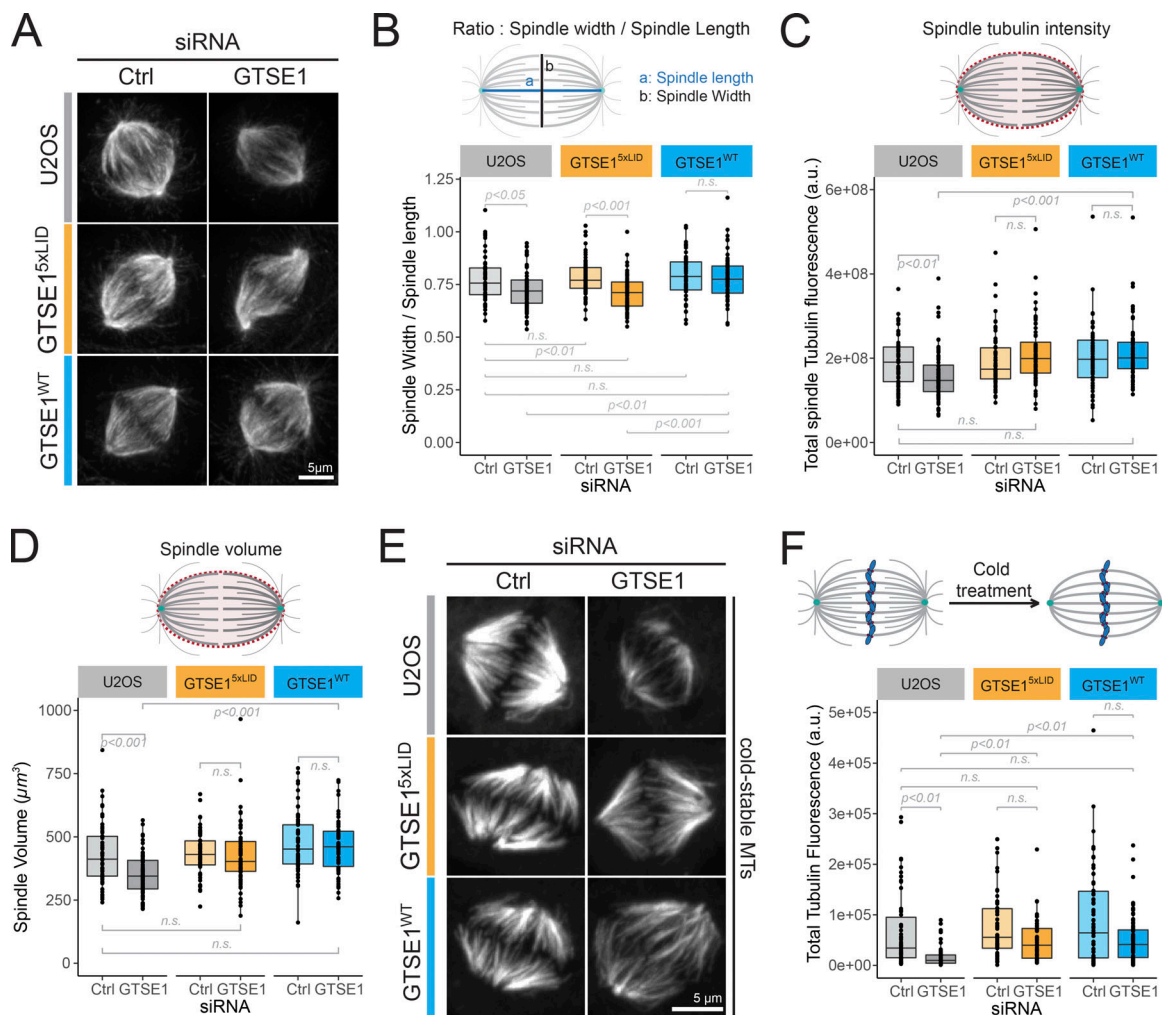 A
siRNA
Ctrl GTSE1
U2OS
GTSE1^5xLID
GTSE1^WT
5µm
B
Ratio : Spindle width / Spindle Length
b
a
a: Spindle length
b: Spindle Width
U2OS GTSE1^5xLID GTSE1^WT
Spindle Width / Spindle length
1.25
1.00
0.75
0.50
0.25
0.00
p<0.05
p<0.001
n.s.
n.s.
p<0.01
n.s.
n.s.
p<0.01
p<0.001
Ctrl GTSE1 Ctrl GTSE1 Ctrl GTSE1
siRNA
C
Spindle tubulin intensity
U2OS GTSE1^5xLID GTSE1^WT
Total spindle Tubulin fluorescence (a.u.)
6e+08
4e+08
2e+08
0e+00
p<0.001
n.s.
n.s.
p<0.01
n.s.
n.s.
Ctrl GTSE1 Ctrl GTSE1 Ctrl GTSE1
siRNA
D
Spindle volume
U2OS GTSE1^5xLID GTSE1^WT
Spindle Volume (µm³)
1000
750
500
250
0
p<0.001
p<0.001
n.s.
n.s.
n.s.
n.s.
Ctrl GTSE1 Ctrl GTSE1 Ctrl GTSE1
siRNA
E
siRNA
Ctrl GTSE1
U2OS
GTSE1^5xLID
GTSE1^WT
cold-stable MTs
5 µm
F
Cold
treatment
U2OS GTSE1^5xLID GTSE1^WT
Total Tubulin Fluorescence (a.u.)
5e+05
4e+05
3e+05
2e+05
1e+05
0e+00
n.s.
p<0.01
p<0.01
n.s.
p<0.01
n.s.
Ctrl GTSE1 Ctrl GTSE1 Ctrl GTSE1
siRNA